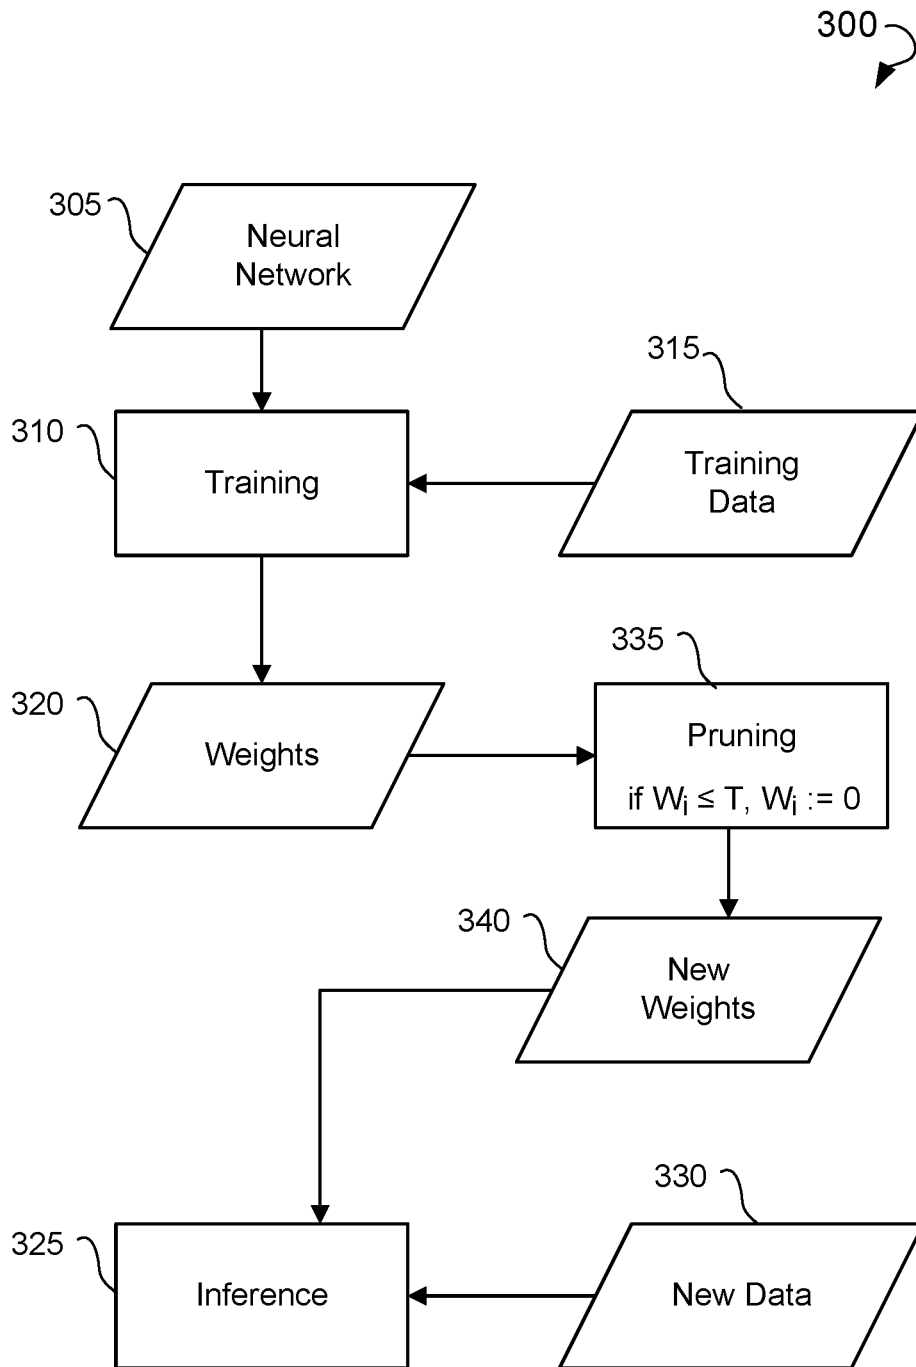 300
305
Neural
Network
315
310
Training
Training
Data
335
320
Weights
Pruning
if Wi ≤ T, Wi := 0
340
New
Weights
330
325
Inference
New Data